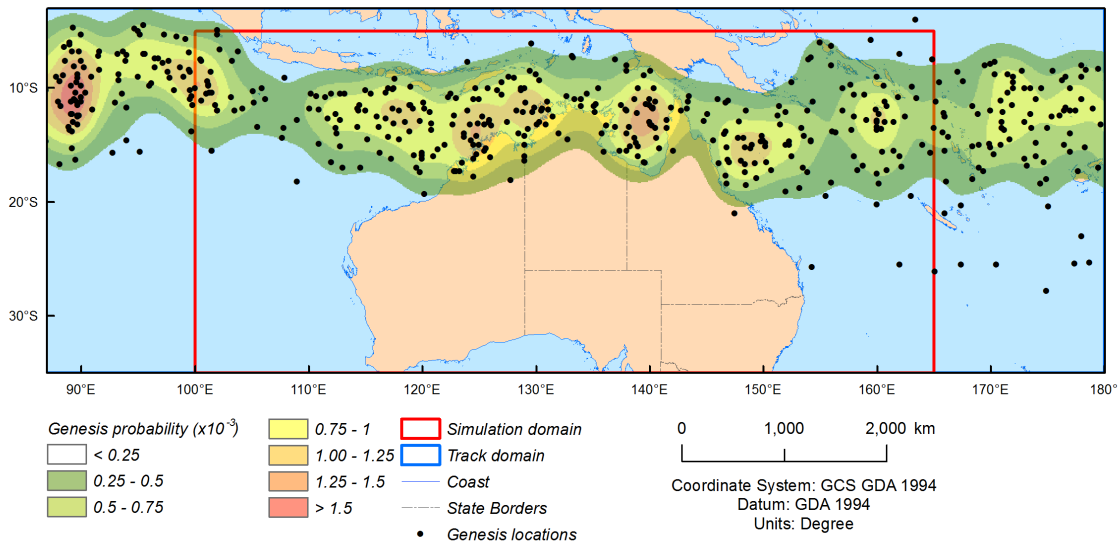 10°S
20°S
30°S
90°E
100°E
110°E
120°E
130°E
140°E
150°E
160°E
170°E
180°
Genesis probability (x10⁻³)
< 0.25
0.25 - 0.5
0.5 - 0.75
0.75 - 1
1.00 - 1.25
1.25 - 1.5
> 1.5
Simulation domain
Track domain
Coast
State Borders
Genesis locations
0 1,000 2,000 km
Coordinate System: GCS GDA 1994
Datum: GDA 1994
Units: Degree